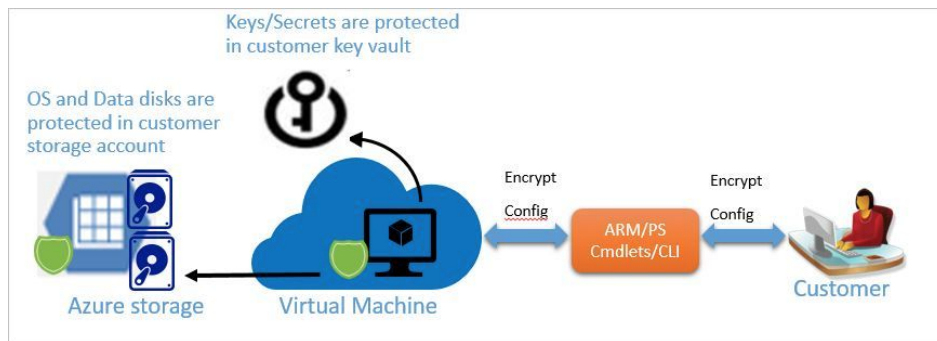 Keys/Secrets are protected
in customer key vault
OS and Data disks are
protected in customer
storage account
Encrypt
Config
ARM/PS
Cmdlets/CLI
Encrypt
Config
Azure storage
Virtual Machine
Customer